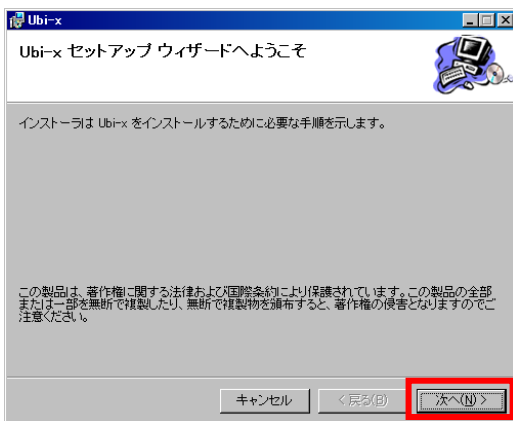 Ubi-x
Ubi-x セットアップ ウィザードへようこそ
インストーラは Ubi-x をインストールするために必要な手順を示します。
この製品は、著作権に関する法律および国際条約により保護されています。この製品の全部
または一部を無断で複製したり、無断で複製物を頒布すると、著作権の侵害となりますのでご
注意ください。
キャンセル
< 戻る(B)
次へ(N) >